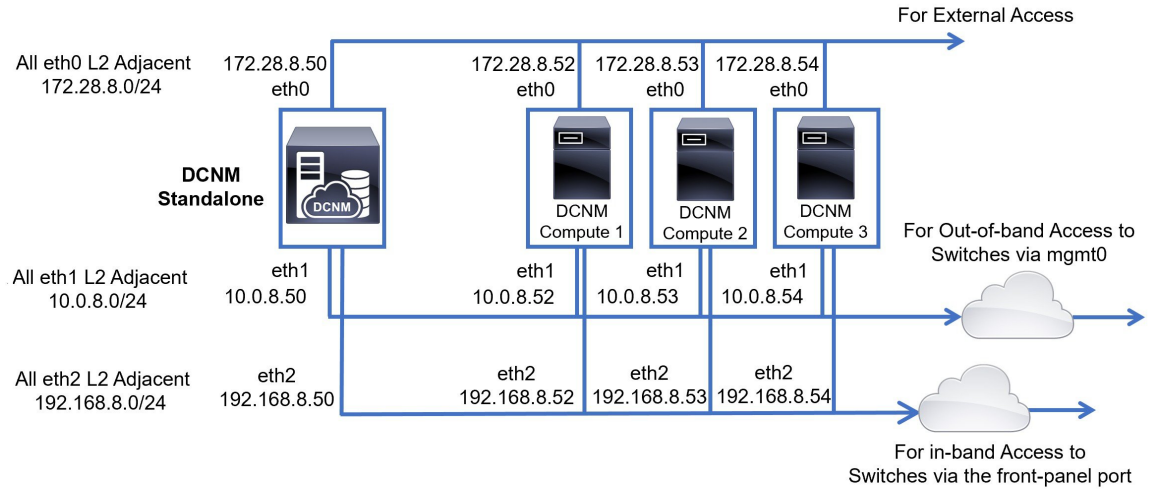 For External Access
All eth0 L2 Adjacent
172.28.8.0/24
172.28.8.50
eth0
172.28.8.52
eth0
172.28.8.53
eth0
172.28.8.54
eth0
DCNM
Standalone
DCNM
DCNM
Compute 1
DCNM
Compute 2
DCNM
Compute 3
For Out-of-band Access to
Switches via mgmt0
All eth1 L2 Adjacent
10.0.8.0/24
eth1
10.0.8.50
eth1
10.0.8.52
eth1
10.0.8.53
eth1
10.0.8.54
All eth2 L2 Adjacent
192.168.8.0/24
eth2
192.168.8.50
eth2
192.168.8.52
eth2
192.168.8.53
eth2
192.168.8.54
For in-band Access to
Switches via the front-panel port